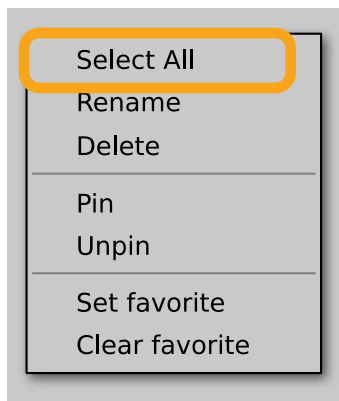 Select All
Rename
Delete
Pin
Unpin
Set favorite
Clear favorite